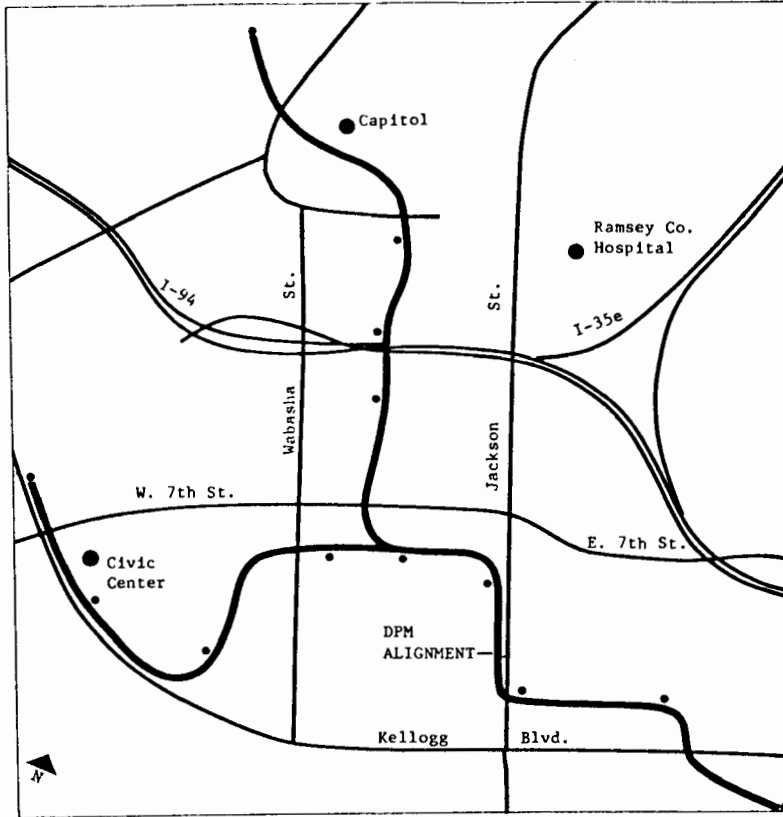 Capitol
Ramsey Co.
Hospital
I-94
St.
St.
I-35e
Wabasha
Jackson
W. 7th St.
E. 7th St.
Civic
Center
DPM
ALIGNMENT
Kellogg
Blvd.
N